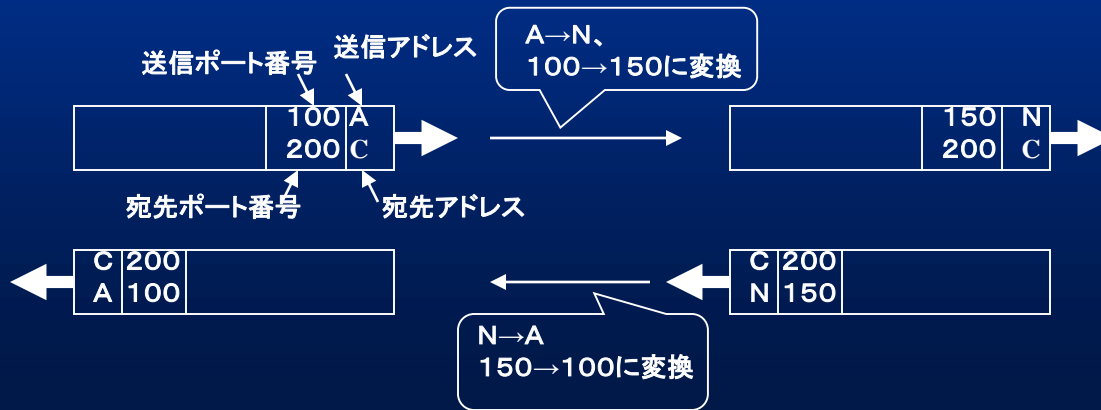 送信ポート番号
送信アドレス
A→N、
100→150に変換
100 A
200 C
150 N
200 C
宛先ポート番号
宛先アドレス
C 200
A 100
C 200
N 150
N→A
150→100に変換